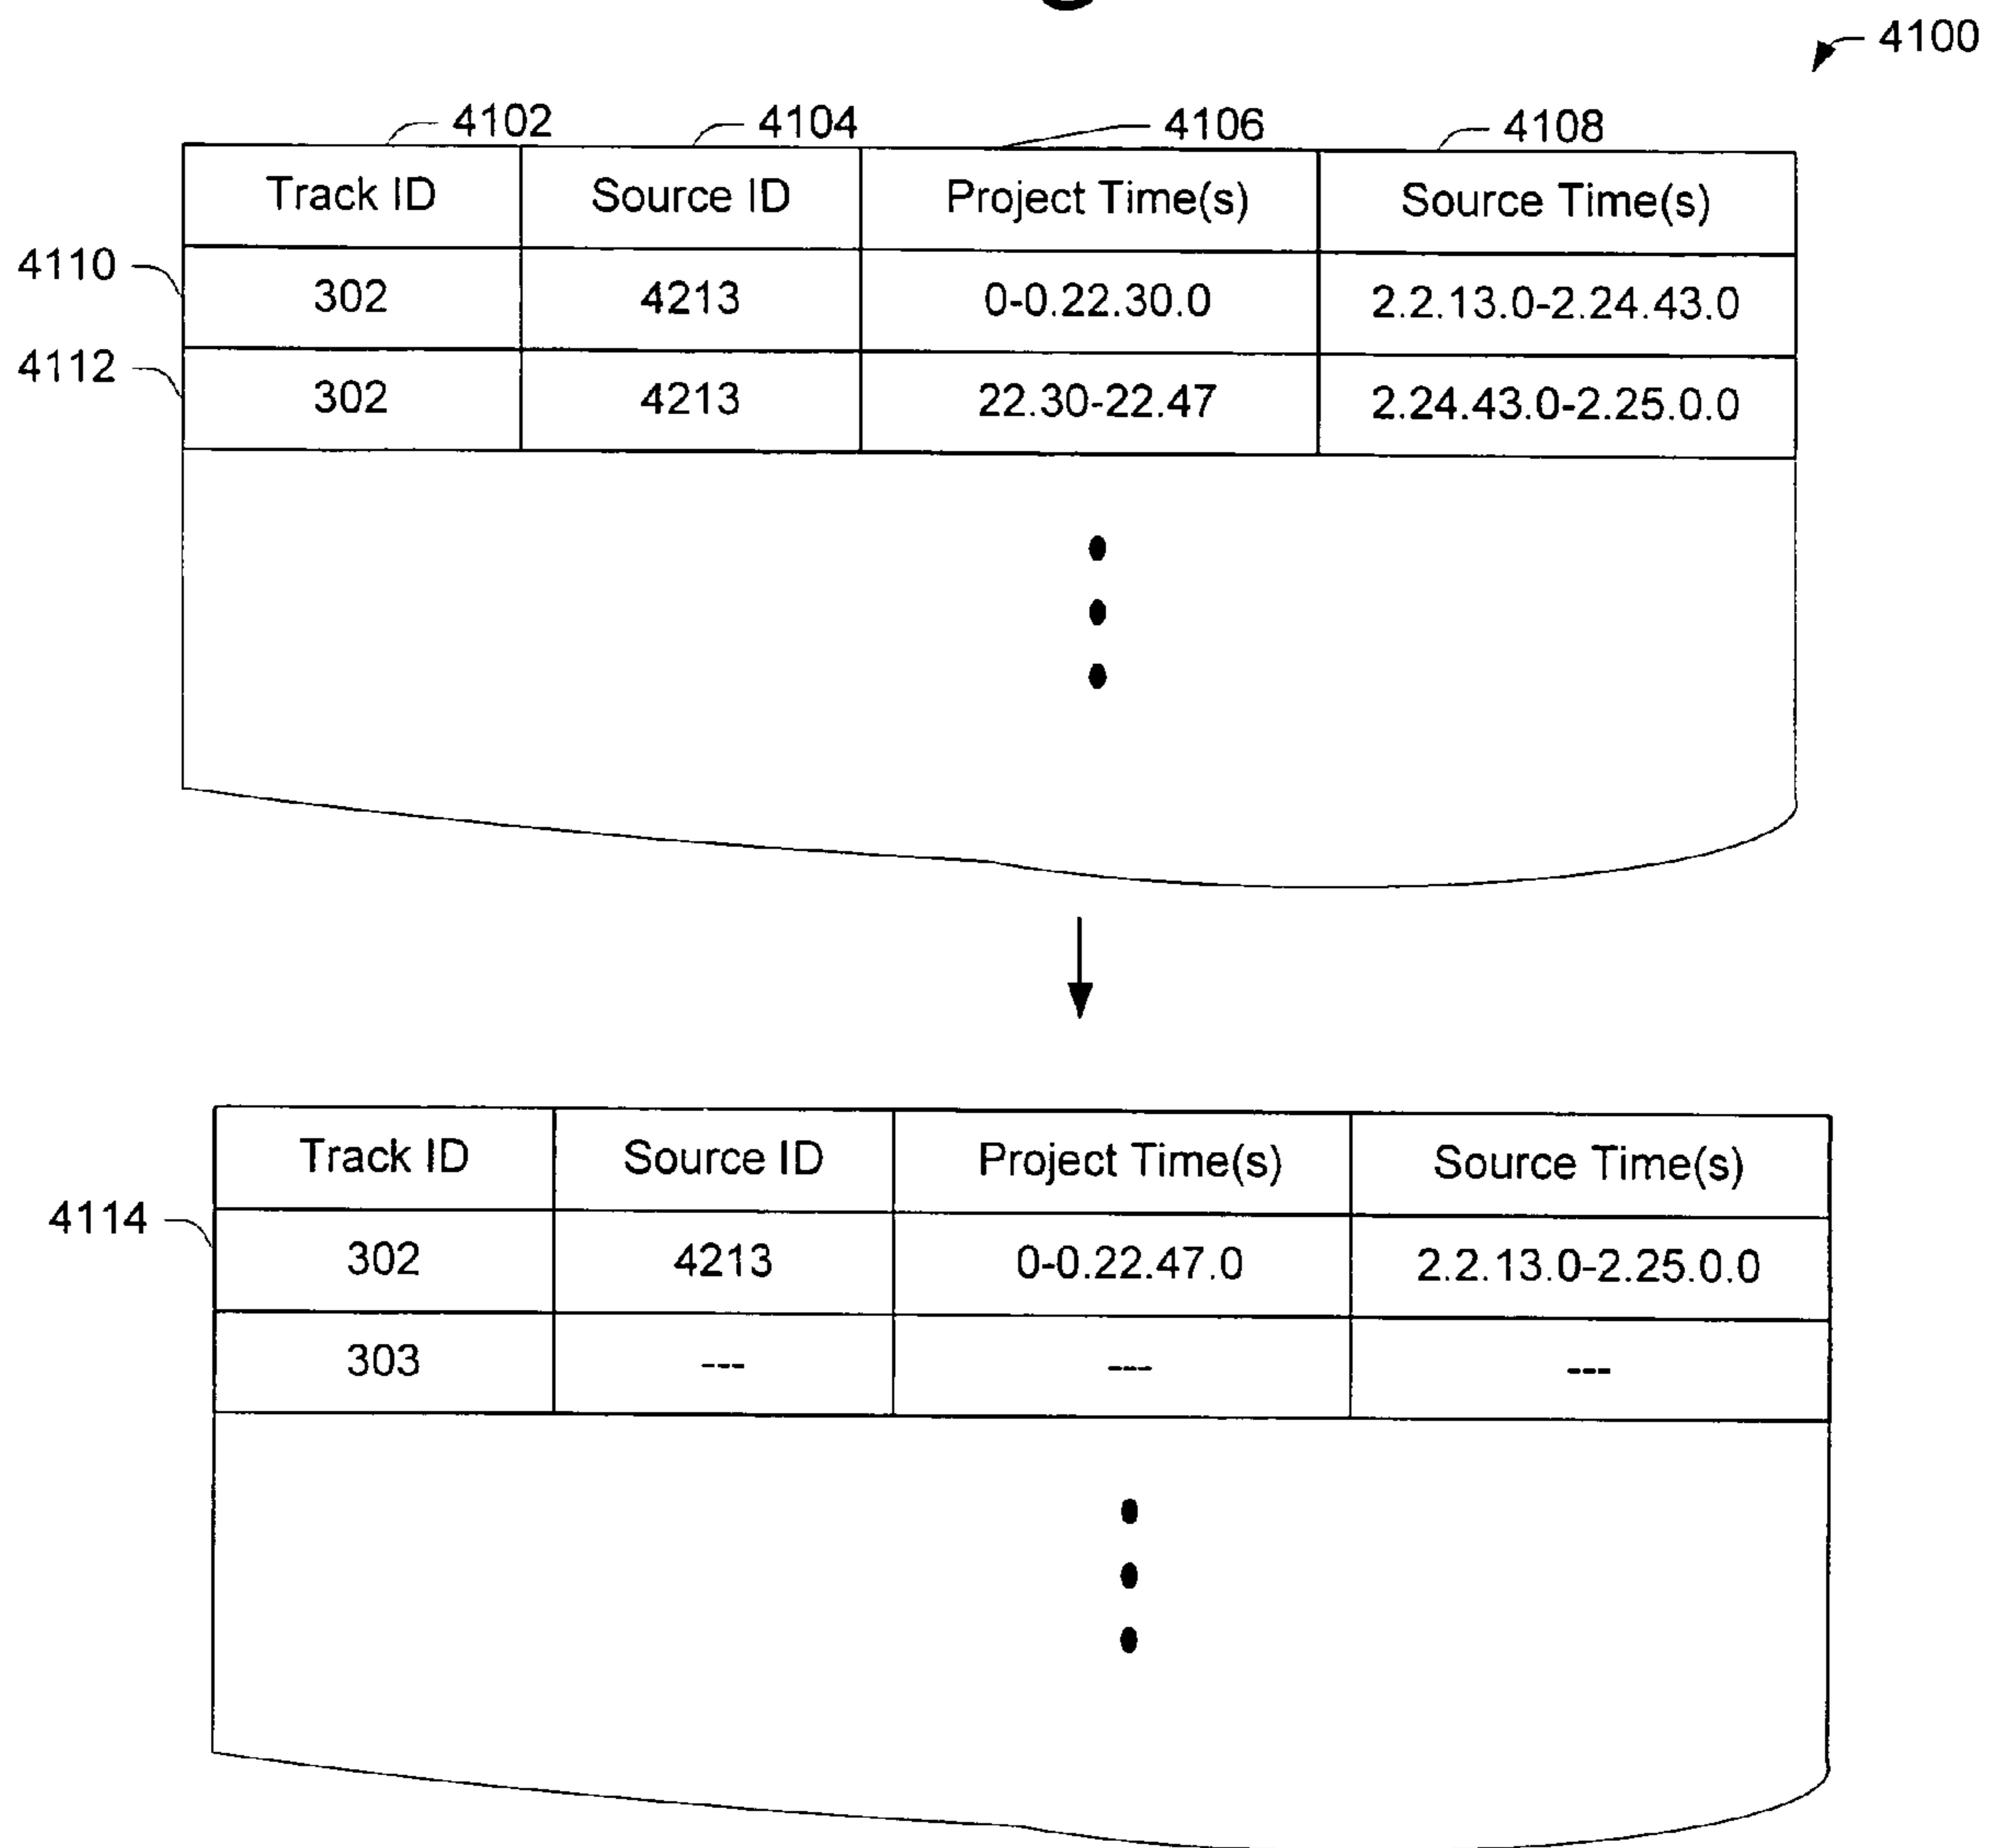 4100
4102 4104 4106 4108
Track ID Source ID Project Time(s) Source Time(s)
4110 302 4213 0-0.22.30.0 2.2.13.0-2.24.43.0
4112 302 4213 22.30-22.47 2.24.43.0-2.25.0.0
Track ID Source ID Project Time(s) Source Time(s)
4114 302 4213 0-0.22.47.0 2.2.13.0-2.25.0.0
303 --- --- ---